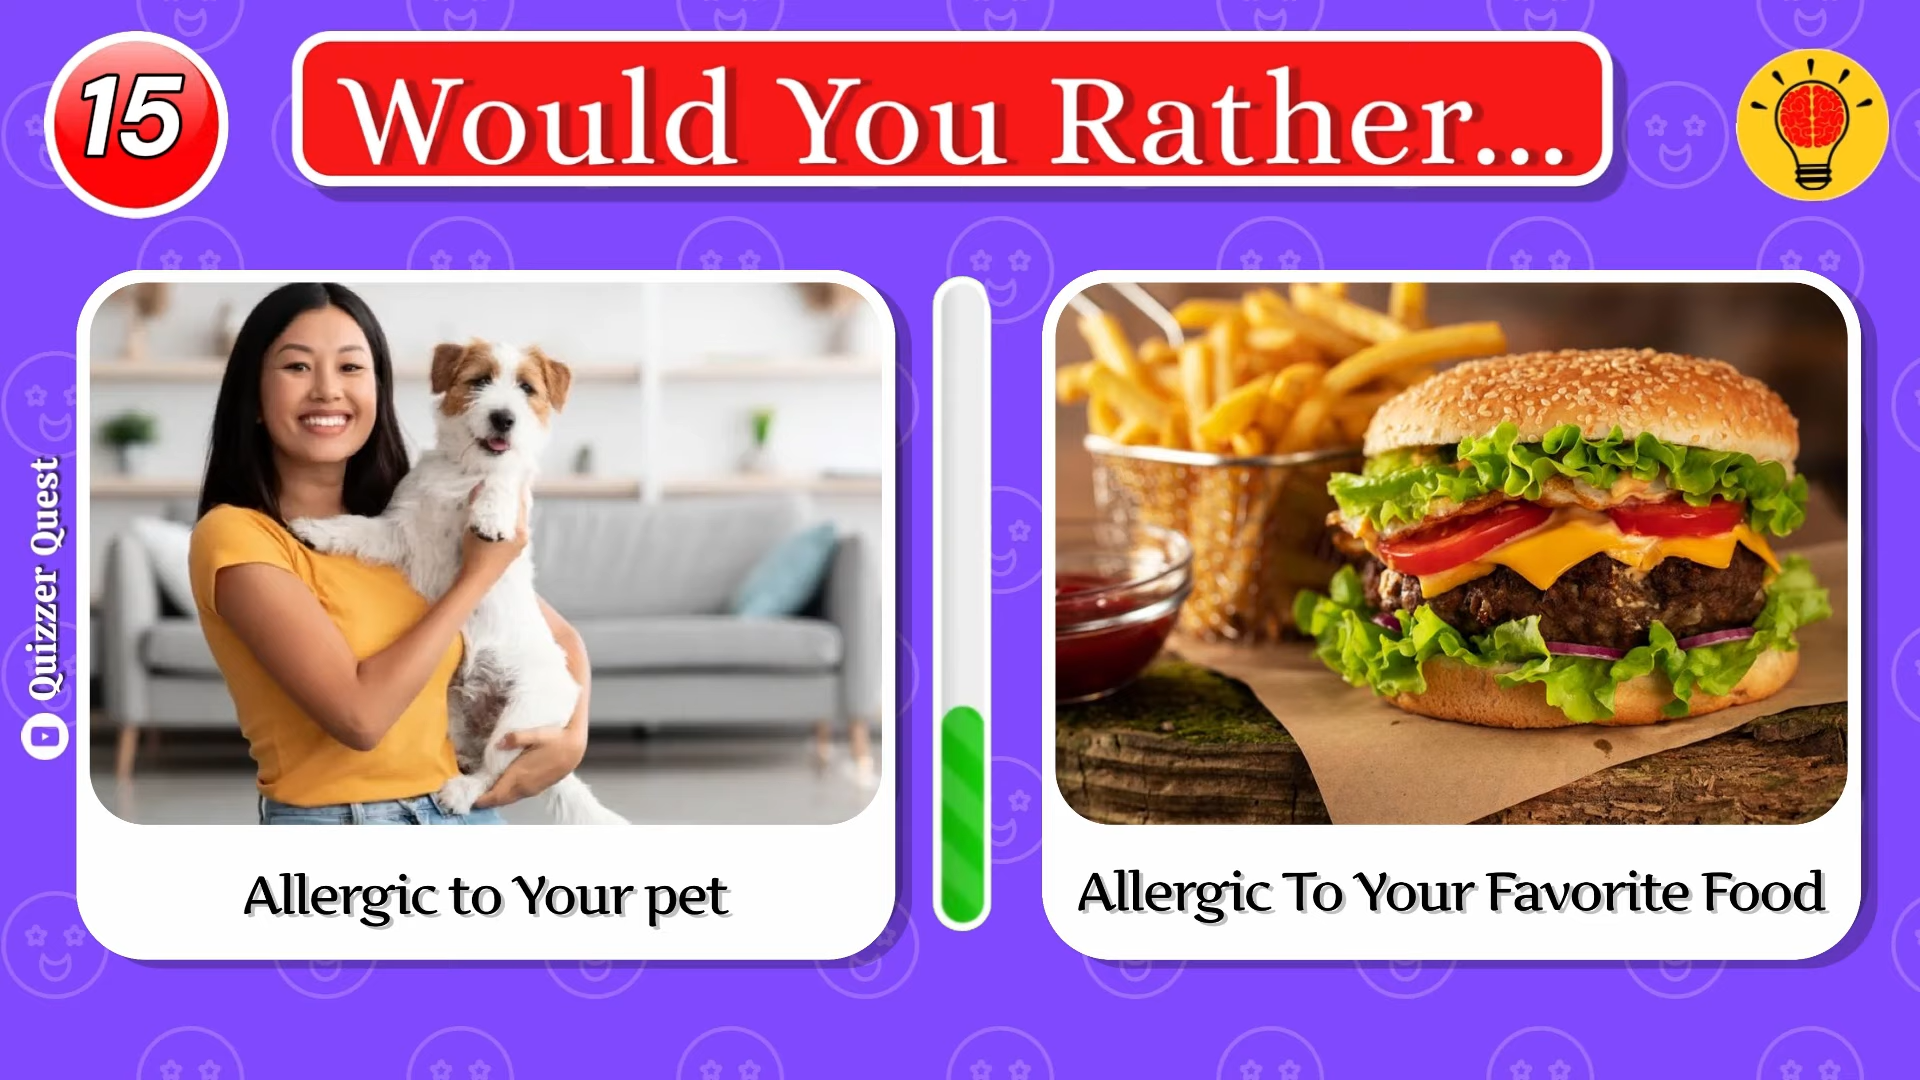 15
Would You Rather...
Quizzer Quest
Allergic to Your pet
Allergic To Your Favorite Food